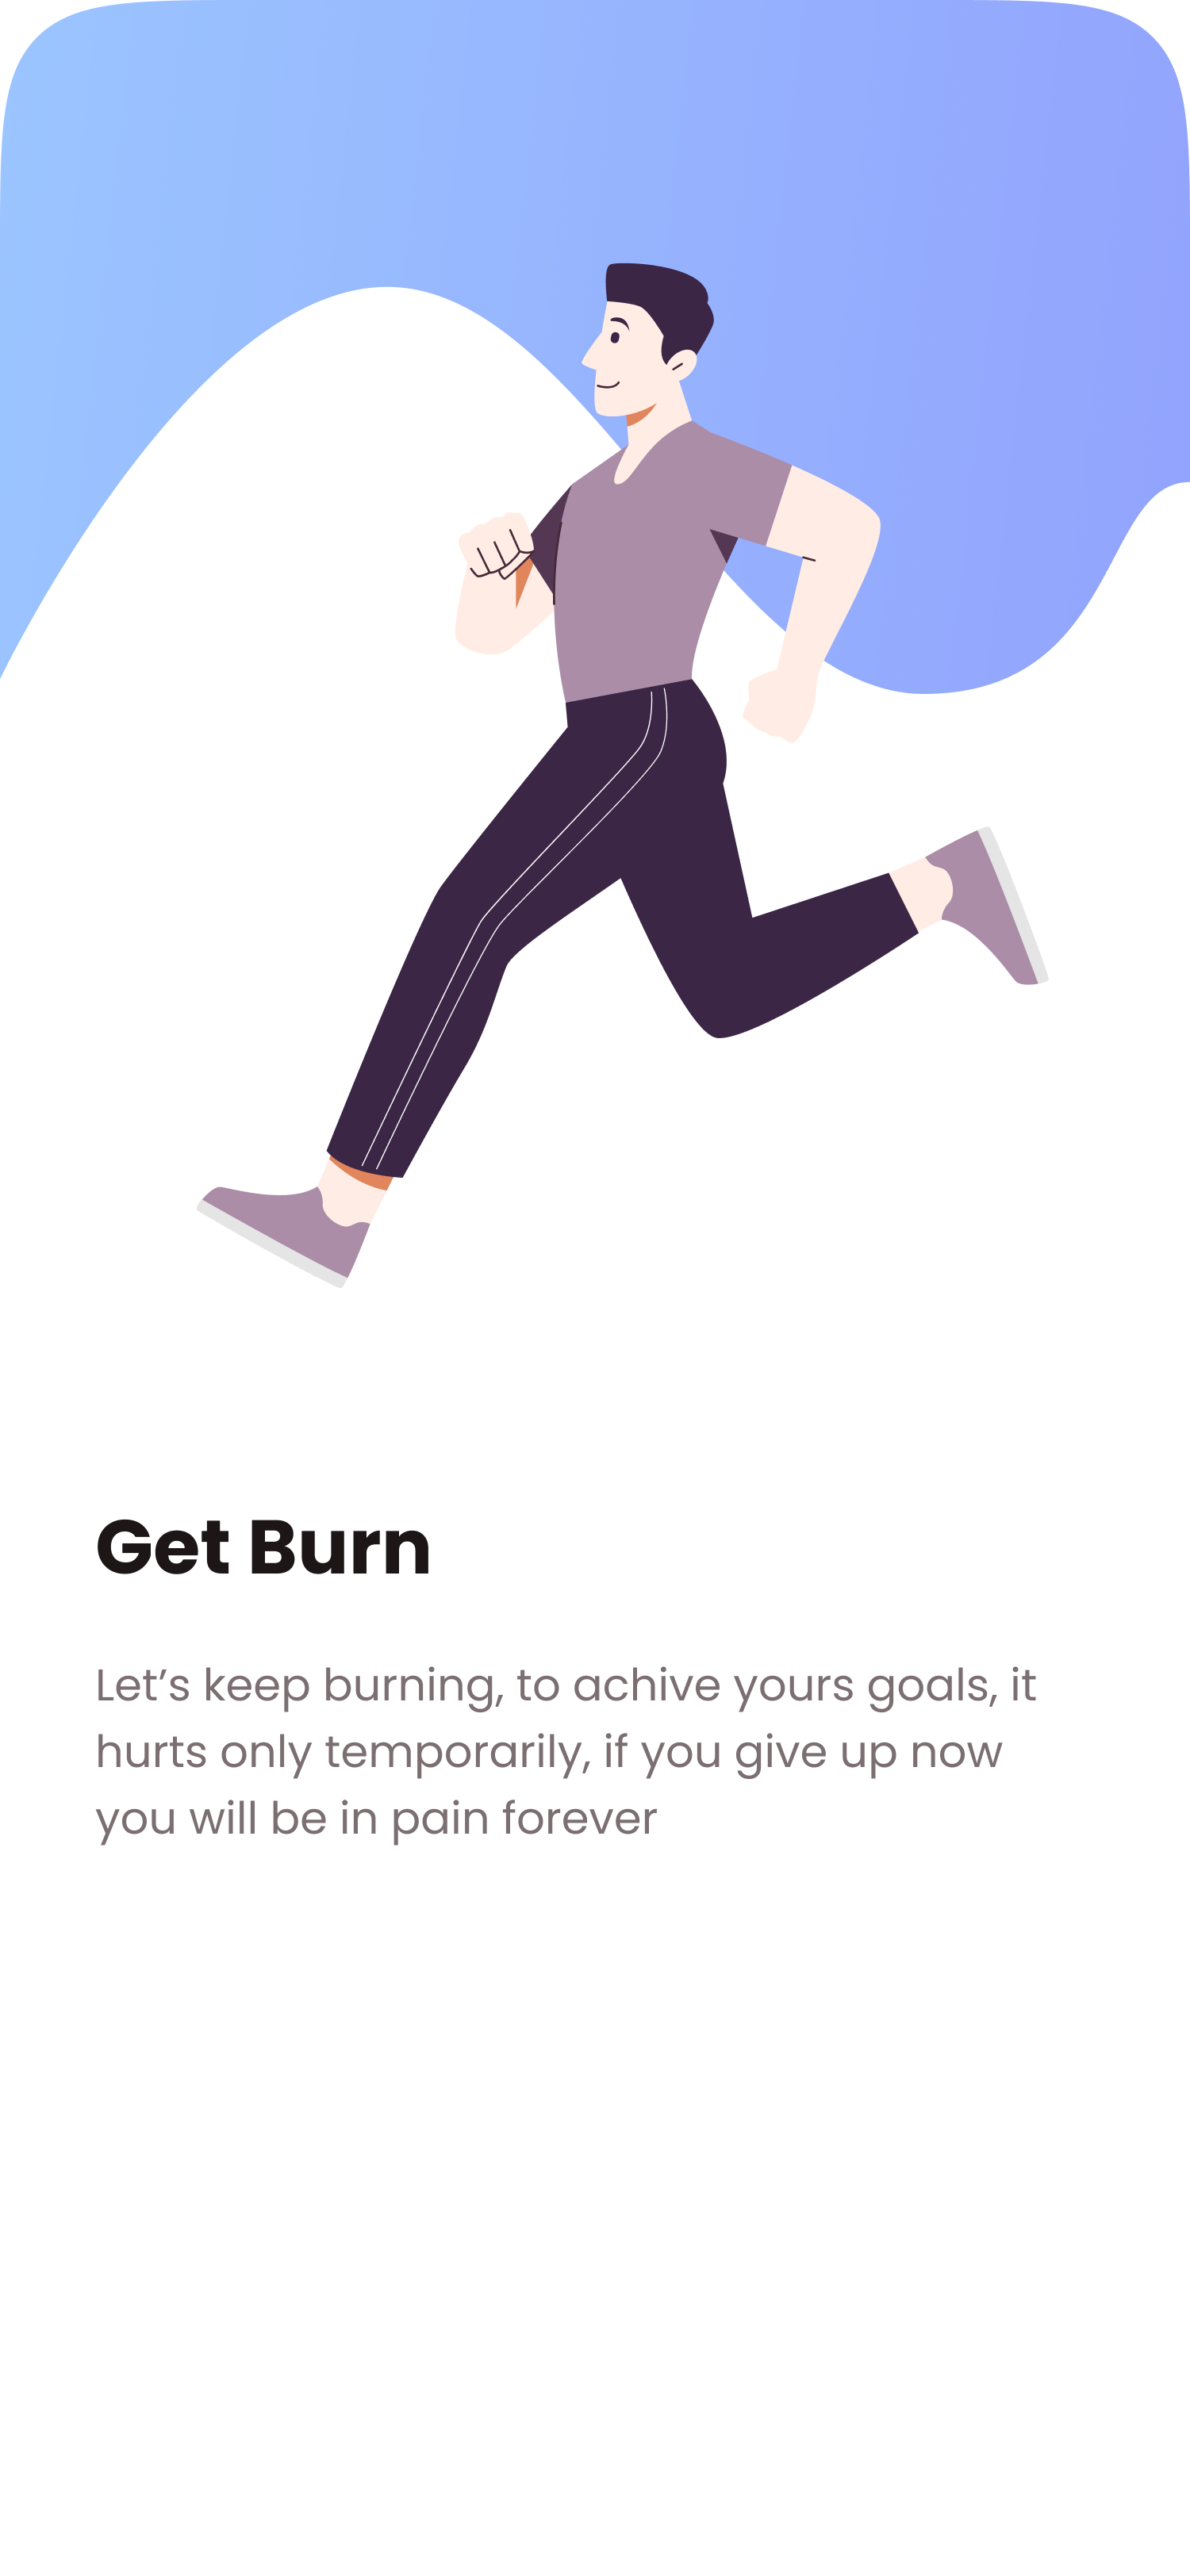 Get Burn
Let’s keep burning, to achive yours goals, it
hurts only temporarily, if you give up now
you will be in pain forever